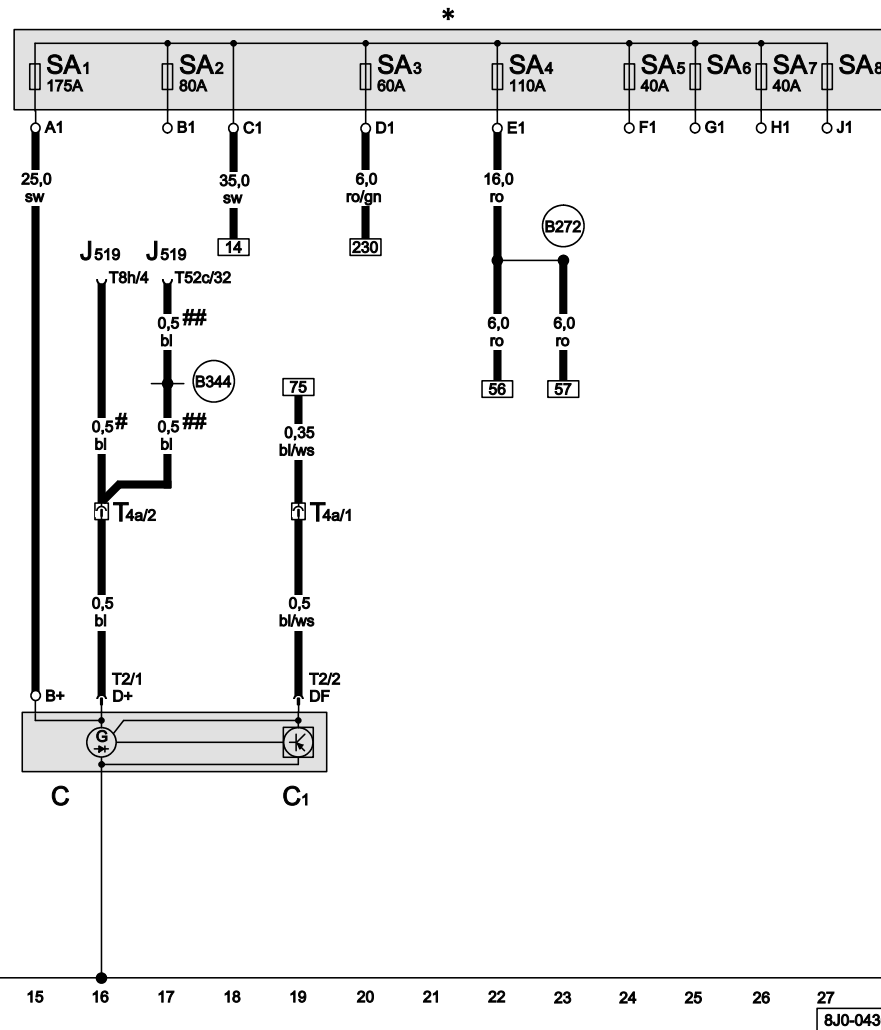 *
SA1 SA2 SA3 SA4 SA5 SA6 SA7 SA8
175A 80A 60A 110A 40A 40A
A1 B1 C1 D1 E1 F1 G1 H1 J1
25,0 35,0 6,0 16,0
sw sw ro/gn ro
B272
J519 J519 14 230
T8h/4 T52c/32
0,5 ## 6,0 6,0
bl ro ro
B344 75 56 57
0,5 # 0,5 ## 0,35
bl bl bl/ws
T4a/2 T4a/1
0,5 0,5
bl bl/ws
T2/1 T2/2
B+ D+ DF
G
C C1
15 16 17 18 19 20 21 22 23 24 25 26 27
8J0-043